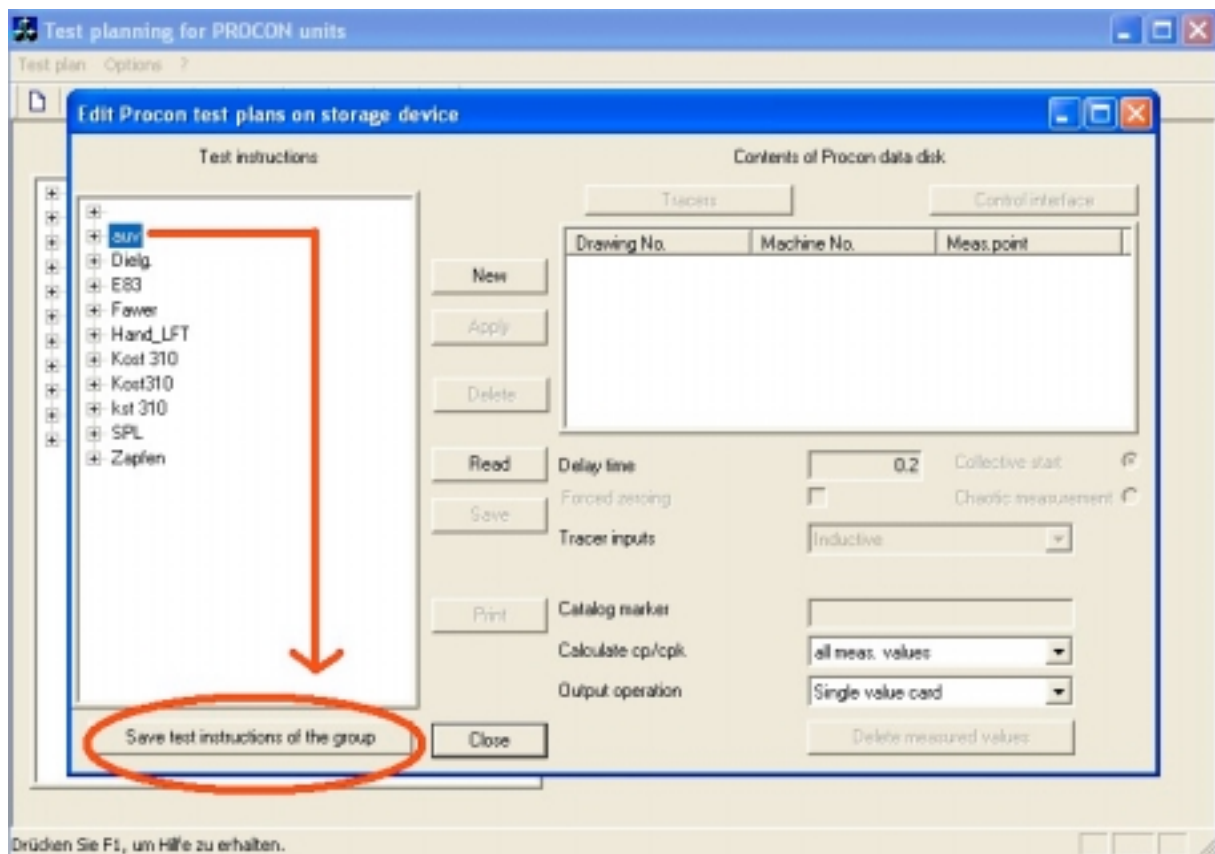 Test planning for PROCON units
Test plan Options ?
Edit Procon test plans on storage device
Test instructions
Contents of Procon data disk
Tracers
Control interface
Drawing No. Machine No. Meas.point
auv
Dielg.
E83
Fawer
Hand_LFT
Kost 310
Kost310
kst 310
SPL
Zapfen
New
Apply
Delete
Read
Save
Print
Close
Delay time 0.2 Collective start
Forced zeroing Chaotic measurement
Tracer inputs Inductive
Catalog marker
Calculate cp/cpk all meas. values
Output operation Single value card
Delete measured values
Save test instructions of the group
Drücken Sie F1, um Hilfe zu erhalten.